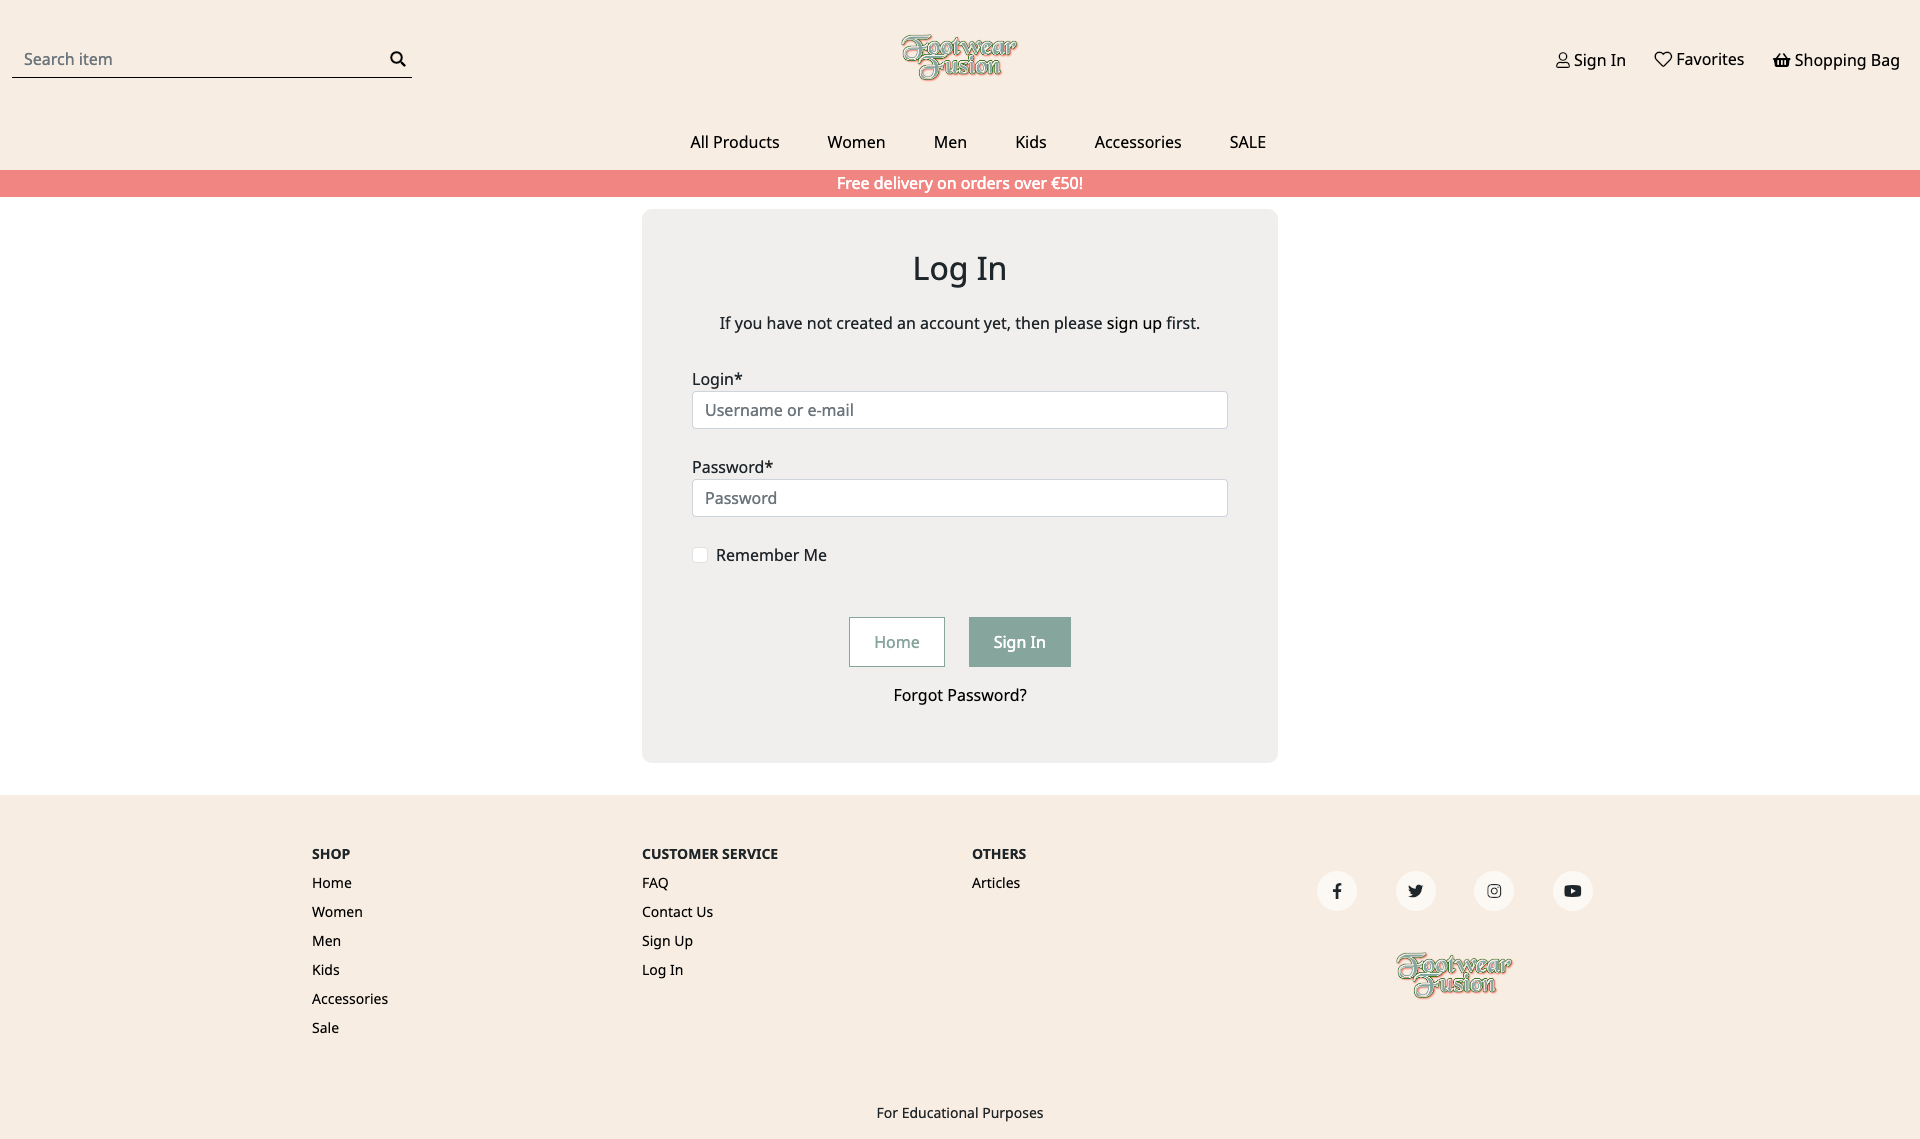 Search item
Footwear
Fusion
Sign In
Favorites
Shopping Bag
All Products
Women
Men
Kids
Accessories
SALE
Free delivery on orders over €50!
Log In
If you have not created an account yet, then please sign up first.
Login*
Username or e-mail
Password*
Password
Remember Me
Home
Sign In
Forgot Password?
SHOP
Home
Women
Men
Kids
Accessories
Sale
CUSTOMER SERVICE
FAQ
Contact Us
Sign Up
Log In
OTHERS
Articles
Footwear
Fusion
For Educational Purposes